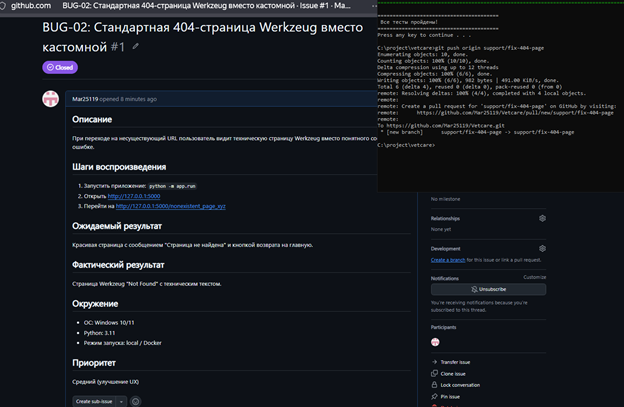 github.com
BUG-02: Стандартная 404-страница Werkzeug вместо кастомной · Issue #1 · Ma...
BUG-02: Стандартная 404-страница Werkzeug вместо
кастомной #1
Closed
Mar25119 opened 8 minutes ago
Описание
При переходе на несуществующий URL пользователь видит техническую страницу Werkzeug вместо понятного со
ошибке.
Шаги воспроизведения
1. Запустить приложение: python -m app.run
2. Открыть http://127.0.0.1:5000
3. Перейти на http://127.0.0.1:5000/nonexistent_page_xyz
Ожидаемый результат
Красивая страница с сообщением "Страница не найдена" и кнопкой возврата на главную.
Фактический результат
Страница Werkzeug "Not Found" с техническим текстом.
Окружение
• ОС: Windows 10/11
• Python: 3.11
• Режим запуска: local / Docker
Приоритет
Средний (улучшение UX)
Create sub-issue
========================================
Все тесты пройдены!
========================================
Press any key to continue . . .
C:\project\vetcare>git push origin support/fix-404-page
Enumerating objects: 10, done.
Counting objects: 100% (10/10), done.
Delta compression using up to 12 threads
Compressing objects: 100% (6/6), done.
Writing objects: 100% (6/6), 982 bytes | 491.00 KiB/s, done.
Total 6 (delta 4), reused 0 (delta 0), pack-reused 0 (from 0)
remote: Resolving deltas: 100% (4/4), completed with 4 local objects.
remote:
remote: Create a pull request for 'support/fix-404-page' on GitHub by visiting:
remote: https://github.com/Mar25119/Vetcare/pull/new/support/fix-404-page
remote:
To https://github.com/Mar25119/Vetcare.git
* [new branch] support/fix-404-page -> support/fix-404-page
C:\project\vetcare>
No milestone
Relationships
None yet
Development
Create a branch for this issue or link a pull request.
Notifications
Customize
Unsubscribe
You're receiving notifications because you're
subscribed to this thread.
Participants
Transfer issue
Clone issue
Lock conversation
Pin issue